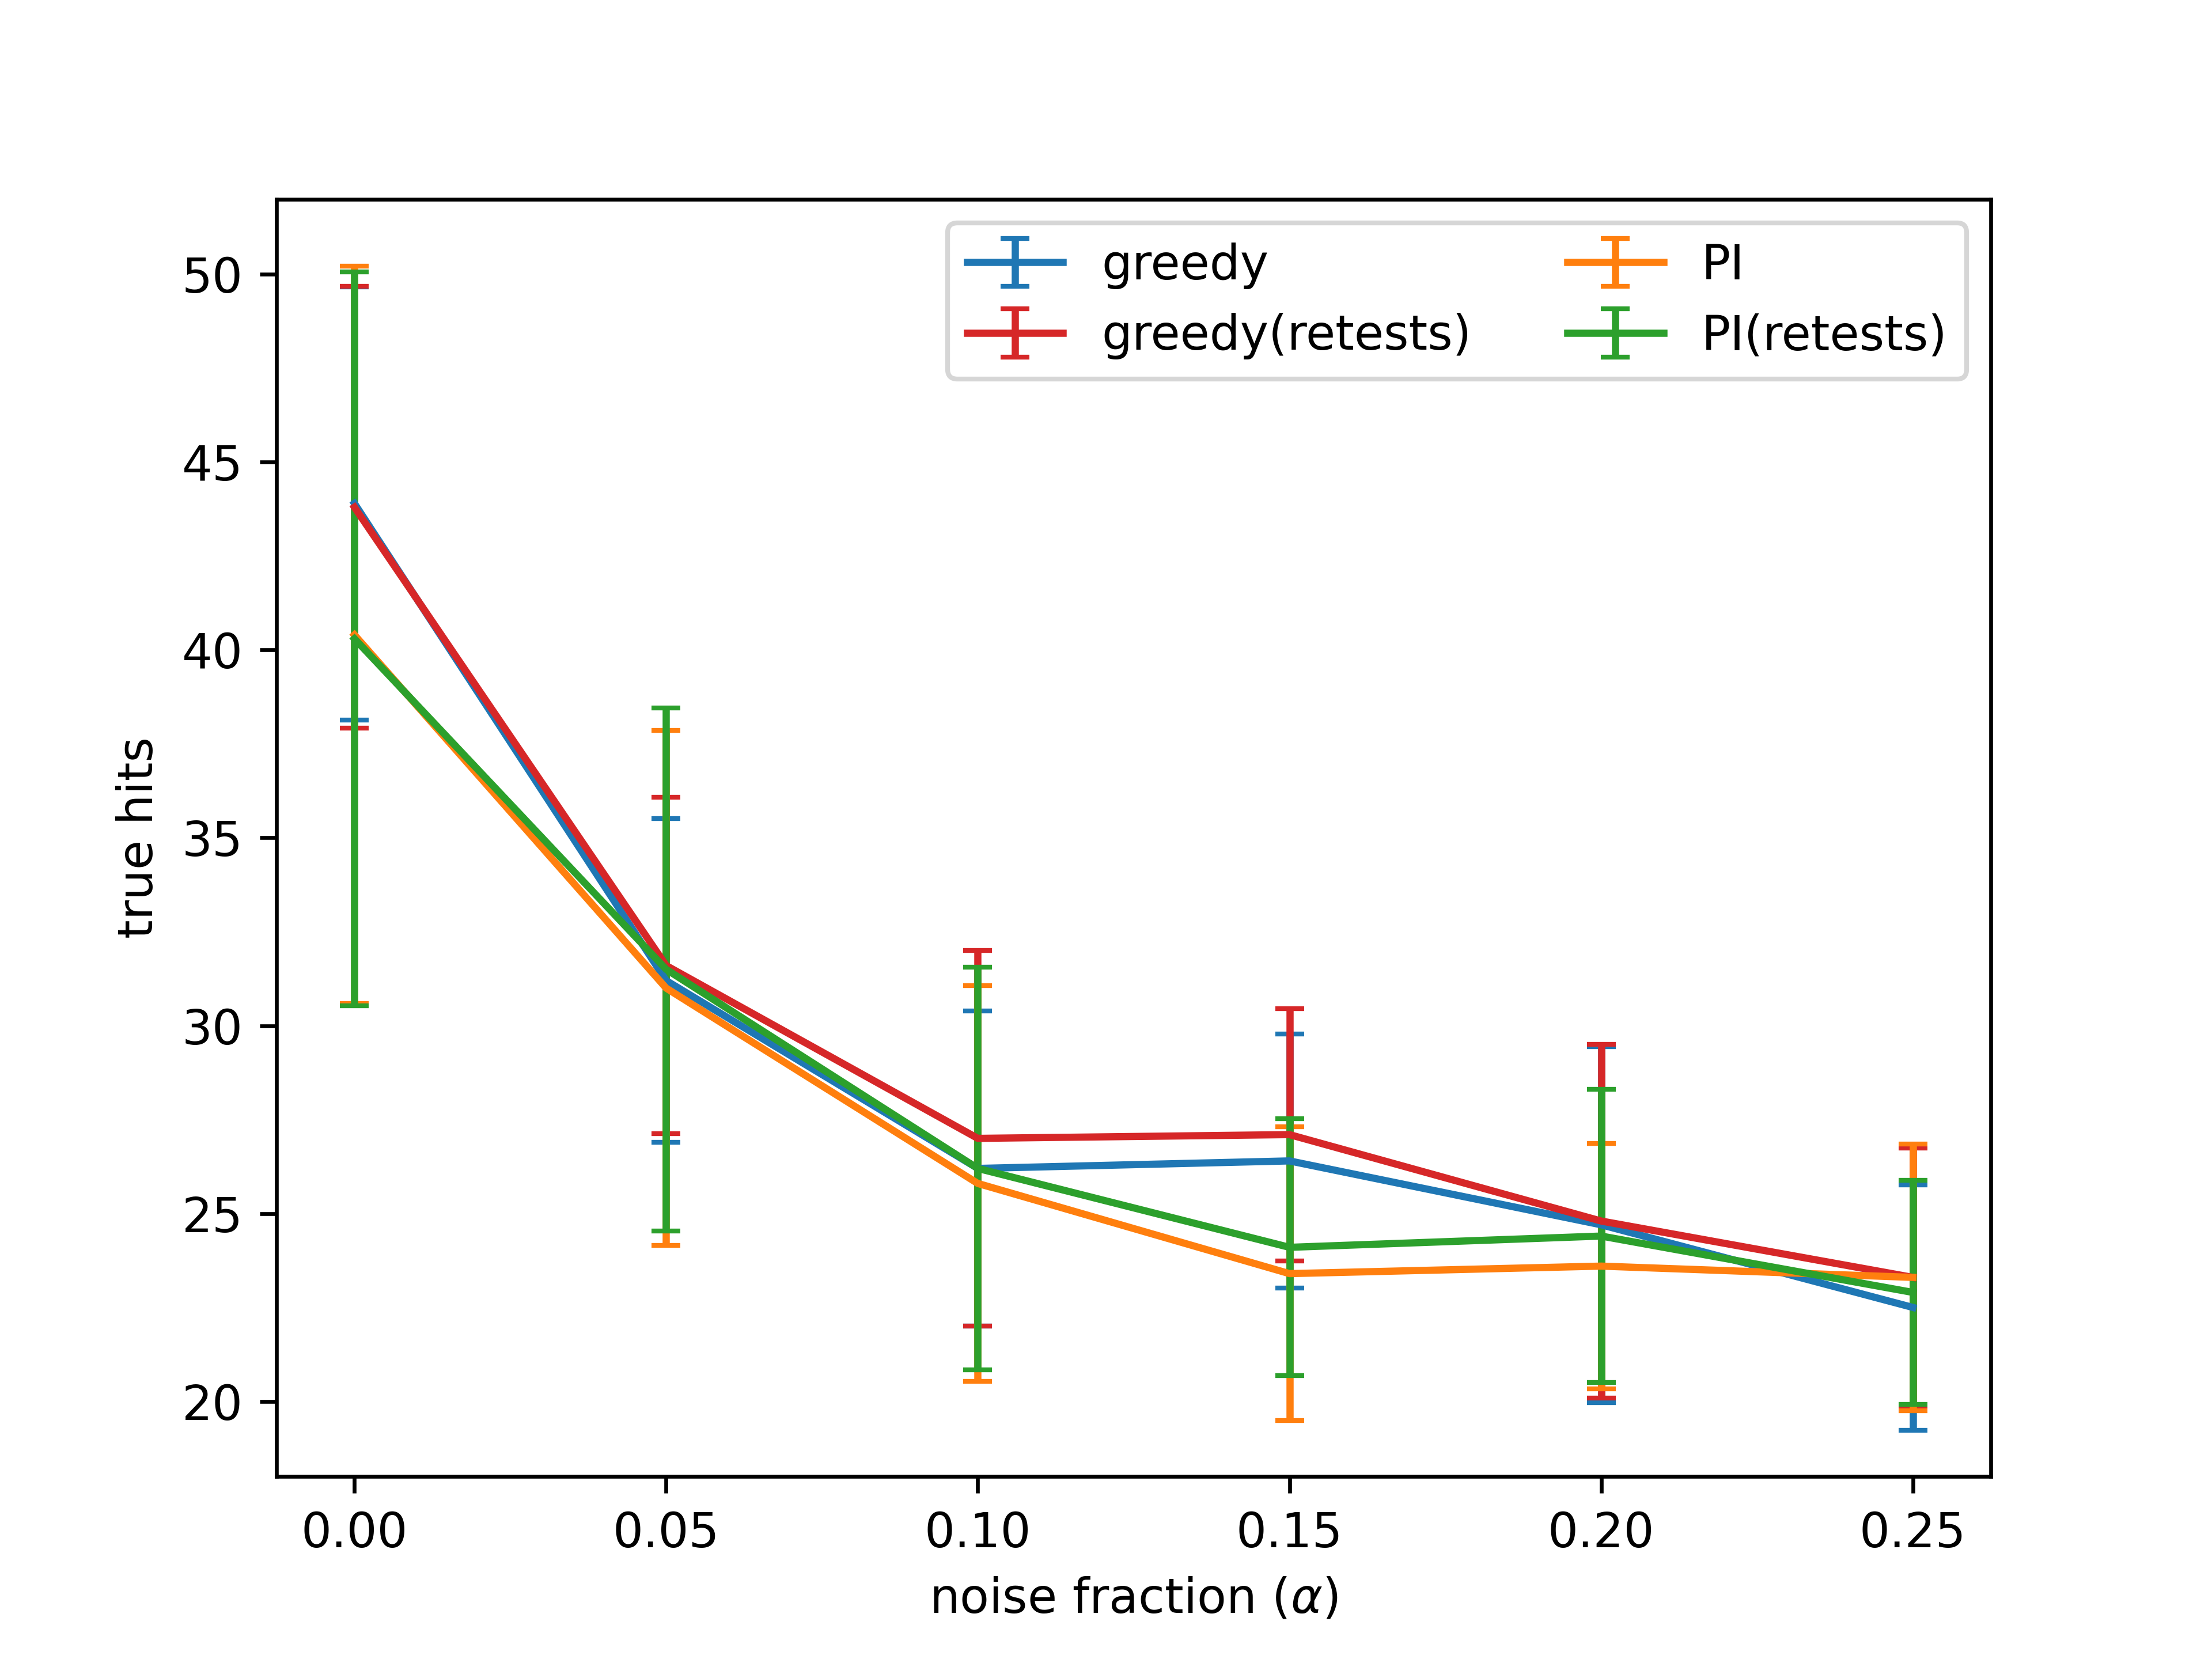 greedy
greedy(retests)
PI
PI(retests)
50
45
40
35
30
25
20
true hits
0.00 0.05 0.10 0.15 0.20 0.25
noise fraction (α)